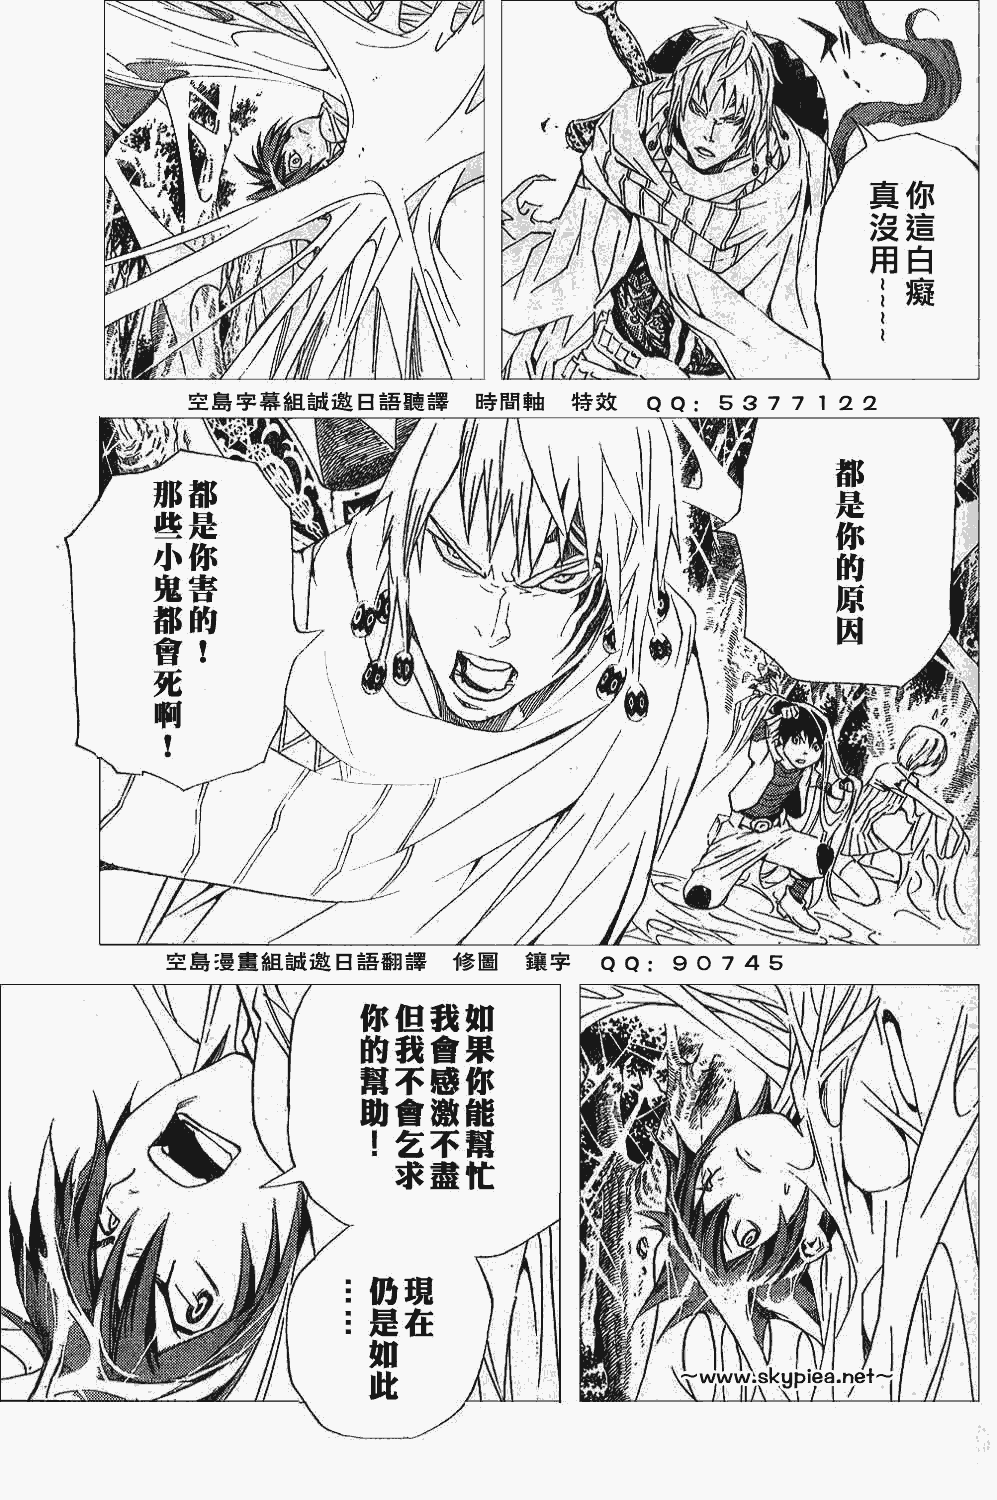 你這白癡
真沒用~~~~
空島字幕組誠邀日語聽譯　時間軸　特效　QQ: 5377122
都是你的原因
都是你害的！
那些小鬼都會死啊！
空島漫畫組誠邀日語翻譯　修圖　鑲字　QQ: 90745
如果你能幫忙
我會感激不盡
但我不會乞求
你的幫助！
現在
仍是如此
……
~www.skypiea.net~